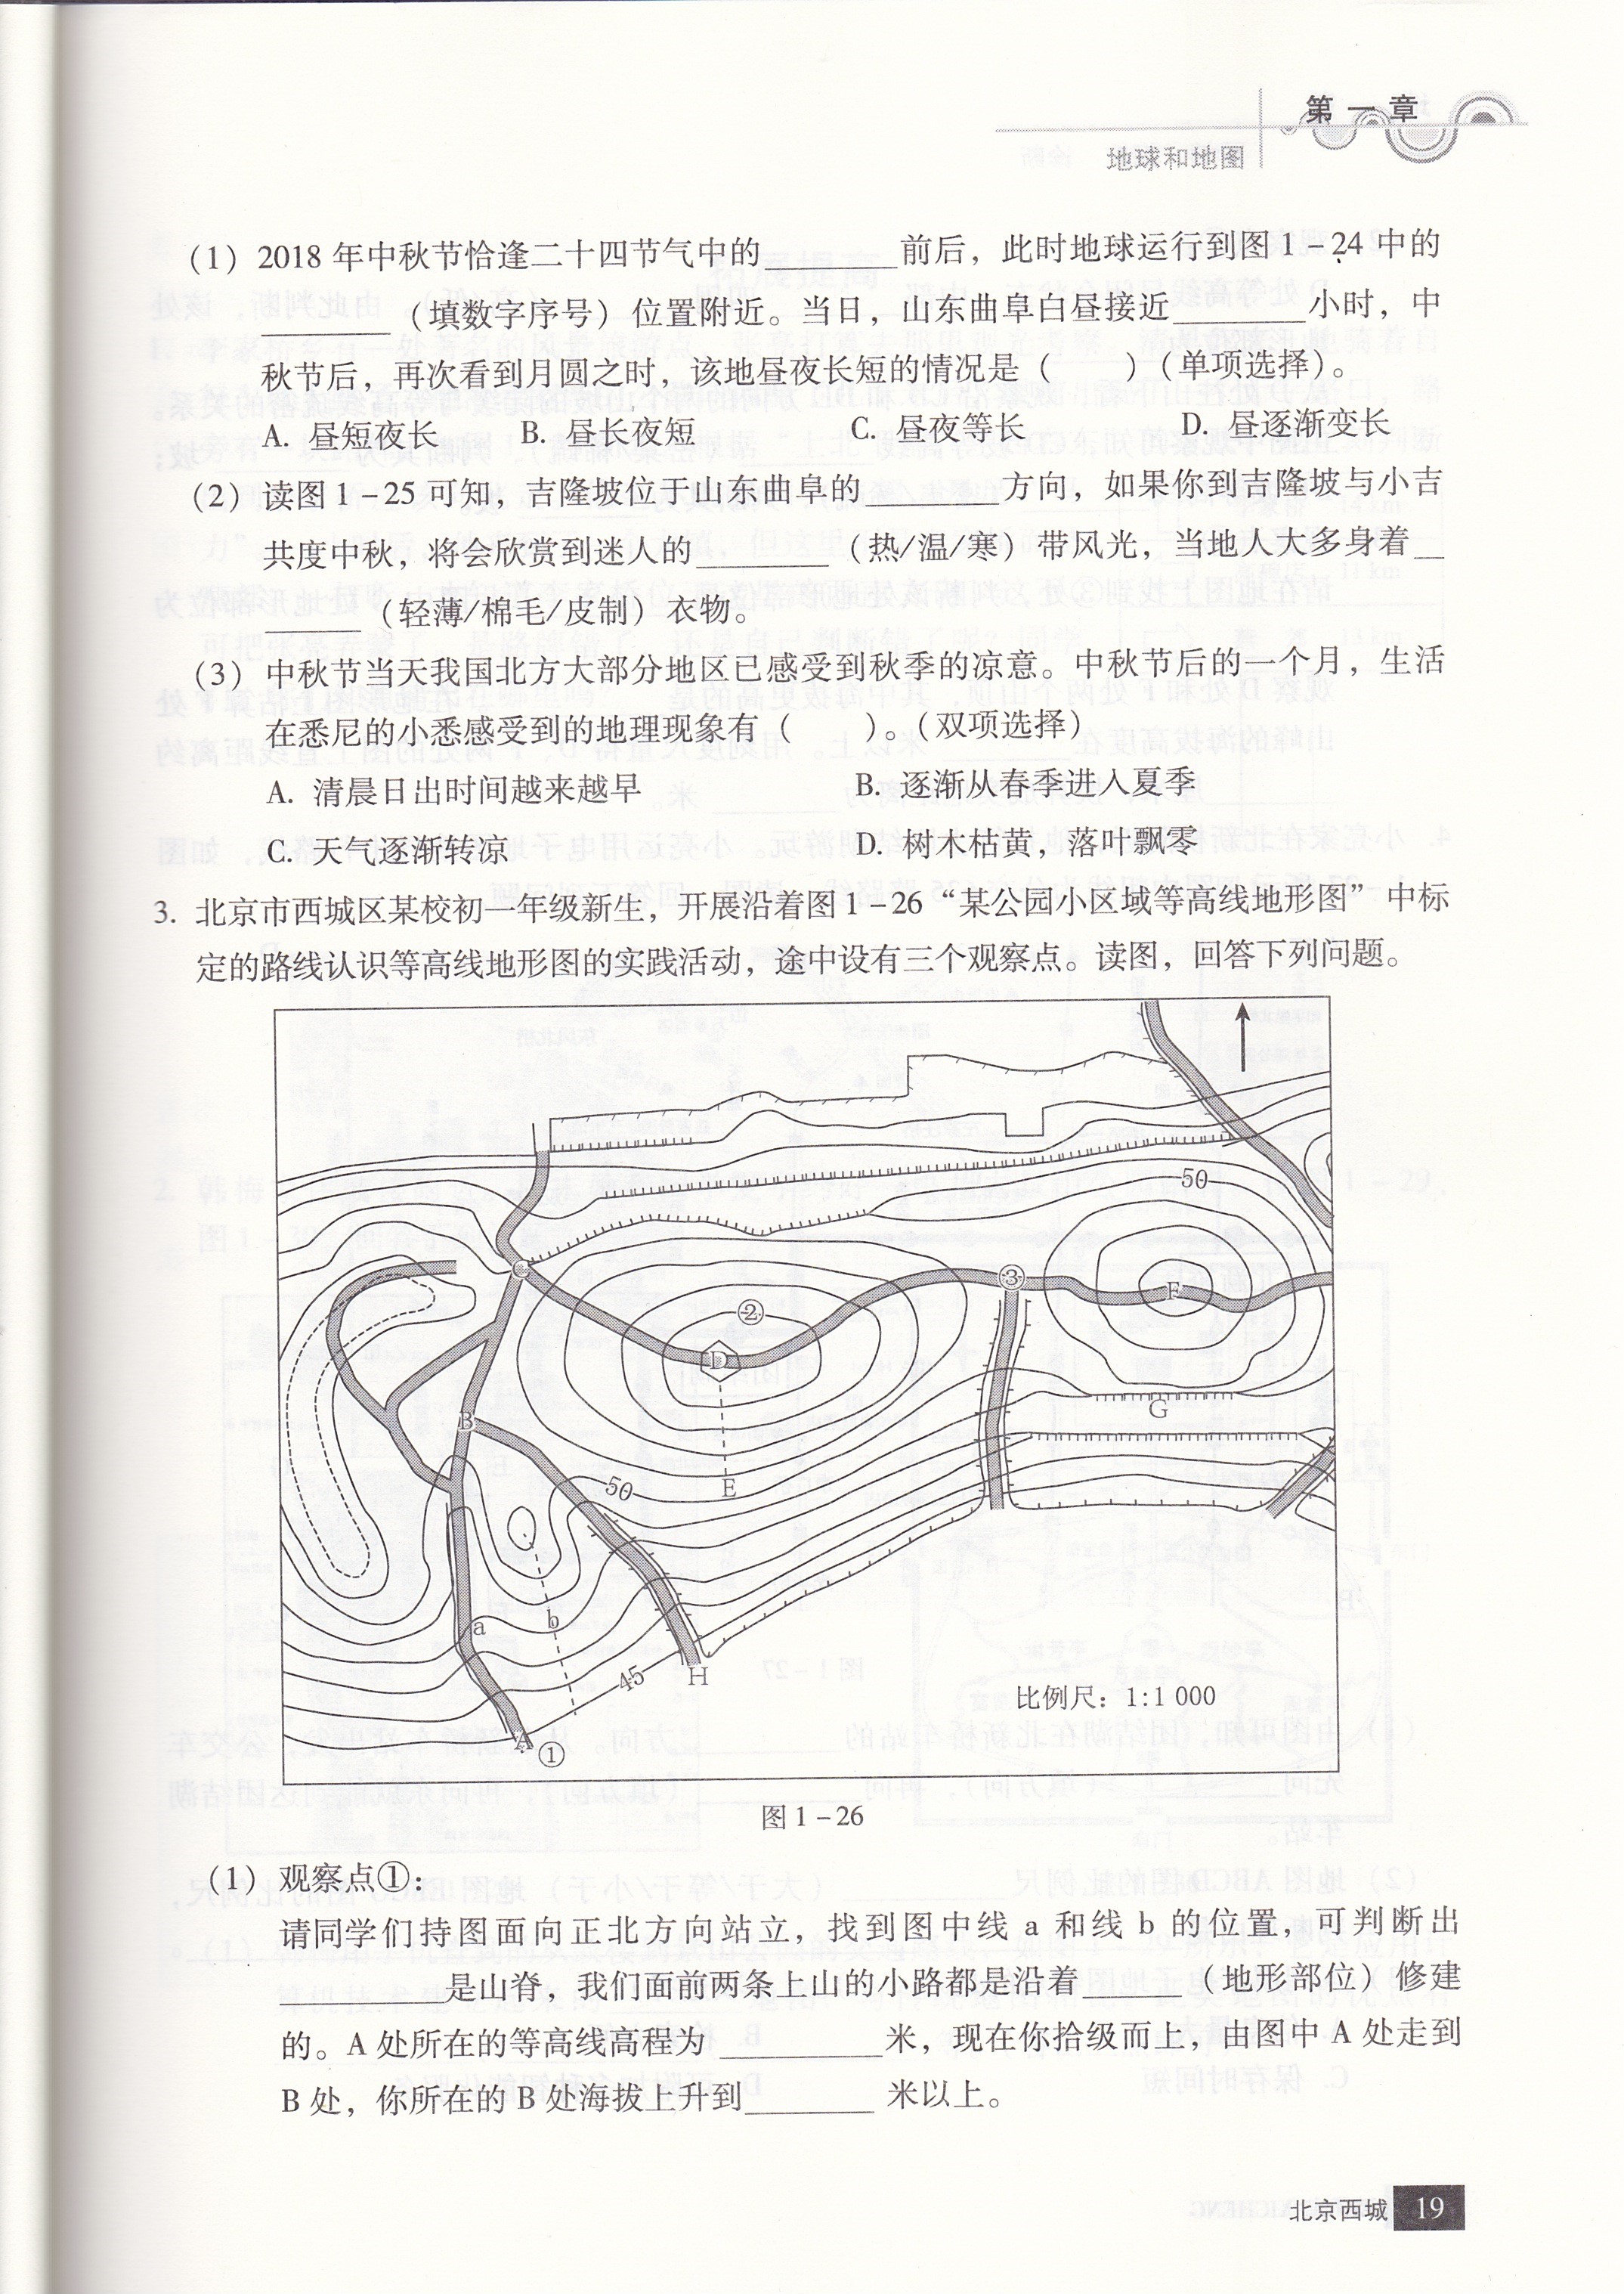 第一章
地球和地图
（1）2018 年中秋节恰逢二十四节气中的________前后，此时地球运行到图 1－24 中的
________（填数字序号）位置附近。当日，山东曲阜白昼接近________小时，中
秋节后，再次看到月圆之时，该地昼夜长短的情况是（　　）（单项选择）。
A. 昼短夜长　B. 昼长夜短　C. 昼夜等长　D. 昼逐渐变长
（2）读图 1－25 可知，吉隆坡位于山东曲阜的________方向，如果你到吉隆坡与小吉
共度中秋，将会欣赏到迷人的________（热/温/寒）带风光，当地人大多身着__
______（轻薄/棉毛/皮制）衣物。
（3）中秋节当天我国北方大部分地区已感受到秋季的凉意。中秋节后的一个月，生活
在悉尼的小悉感受到的地理现象有（　　）。（双项选择）
A. 清晨日出时间越来越早　B. 逐渐从春季进入夏季
C. 天气逐渐转凉　D. 树木枯黄，落叶飘零
3. 北京市西城区某校初一年级新生，开展沿着图 1－26“某公园小区域等高线地形图”中标
定的路线认识等高线地形图的实践活动，途中设有三个观察点。读图，回答下列问题。
50
C
③
F
②
D
G
B
E
50
a
b
45
H
比例尺：1:1 000
A
①
图 1－26
（1）观察点①：
请同学们持图面向正北方向站立，找到图中线 a 和线 b 的位置，可判断出
__________是山脊，我们面前两条上山的小路都是沿着______（地形部位）修建
的。A 处所在的等高线高程为 __________米，现在你拾级而上，由图中 A 处走到
B 处，你所在的 B 处海拔上升到________ 米以上。
北京西城 19